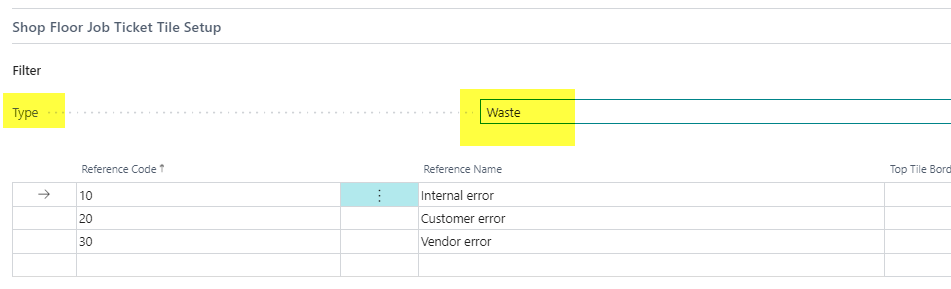 Shop Floor Job Ticket Tile Setup
Filter
Type Waste
Reference Code ↑ Reference Name Top Tile Bord
10 Internal error
20 Customer error
30 Vendor error